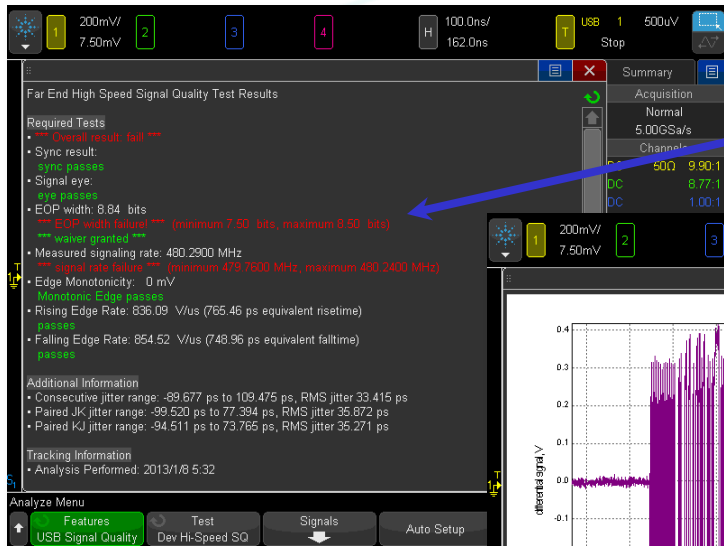 1 200mV/ 7.50mV/ 2 3 4 H 100.0ns/ 162.0ns T USB 1 500uV Stop
Summary
Far End High Speed Signal Quality Test Results
Acquisition
Normal
5.00GSa/s
Channels
DC 50Ω 9.90:1
DC 8.77:1
DC 1.00:1
Required Tests
• *** Overall result: fail! ***
• Sync result:
sync passes
• Signal eye:
eye passes
• EOP width: 8.84 bits
*** EOP width failure! *** (minimum 7.50 bits, maximum 8.50 bits)
*** waiver granted ***
• Measured signaling rate: 480.2900 MHz
*** signal rate failure *** (minimum 479.7600 MHz, maximum 480.2400 MHz)
• Edge Monotonicity: 0 mV
Monotonic Edge passes
• Rising Edge Rate: 836.09 V/us (765.46 ps equivalent risetime)
passes
• Falling Edge Rate: 854.52 V/us (748.96 ps equivalent falltime)
passes
Additional Information
• Consecutive jitter range: -89.677 ps to 109.475 ps, RMS jitter 33.415 ps
• Paired JK jitter range: -99.520 ps to 77.394 ps, RMS jitter 35.872 ps
• Paired KJ jitter range: -94.511 ps to 73.765 ps, RMS jitter 35.271 ps
Tracking Information
• Analysis Performed: 2013/1/8 5:32
T
1
Analyze Menu
Features
USB Signal Quality
Test
Dev Hi-Speed SQ
Signals
Auto Setup
1 200mV/ 7.50mV/ 2 3
0.4
0.3
0.2
0.1
0.0
-0.1
differential signal, V
T
1